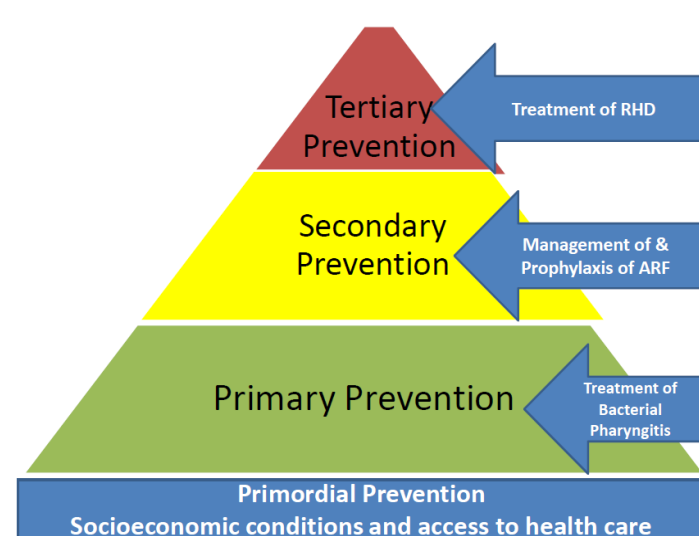 Tertiary
Prevention
Treatment of RHD
Secondary
Prevention
Management of &
Prophylaxis of ARF
Primary Prevention
Treatment of
Bacterial
Pharyngitis
Primordial Prevention
Socioeconomic conditions and access to health care